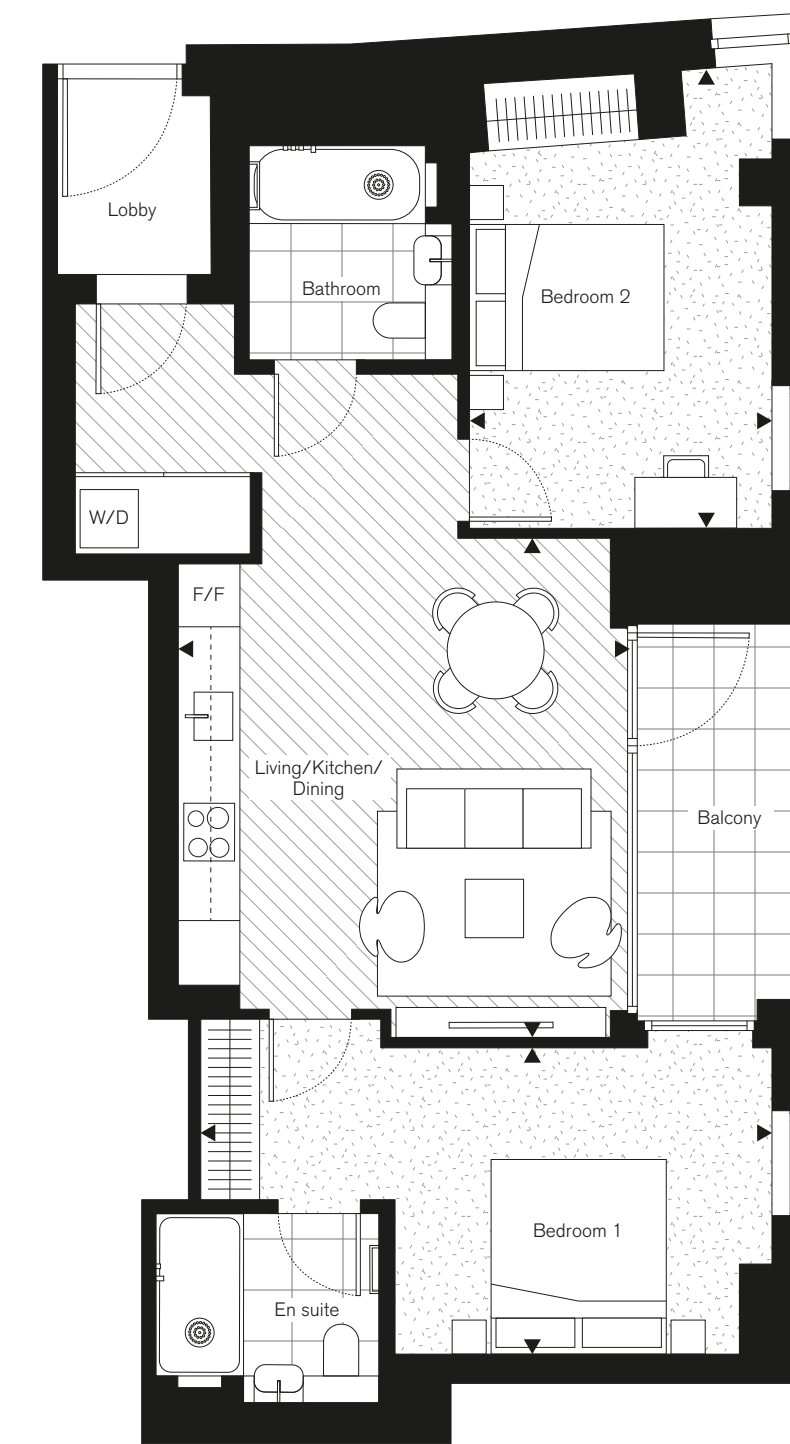 Lobby
Bathroom
Bedroom 2
W/D
F/F
Living/Kitchen/
Dining
Balcony
Bedroom 1
En suite